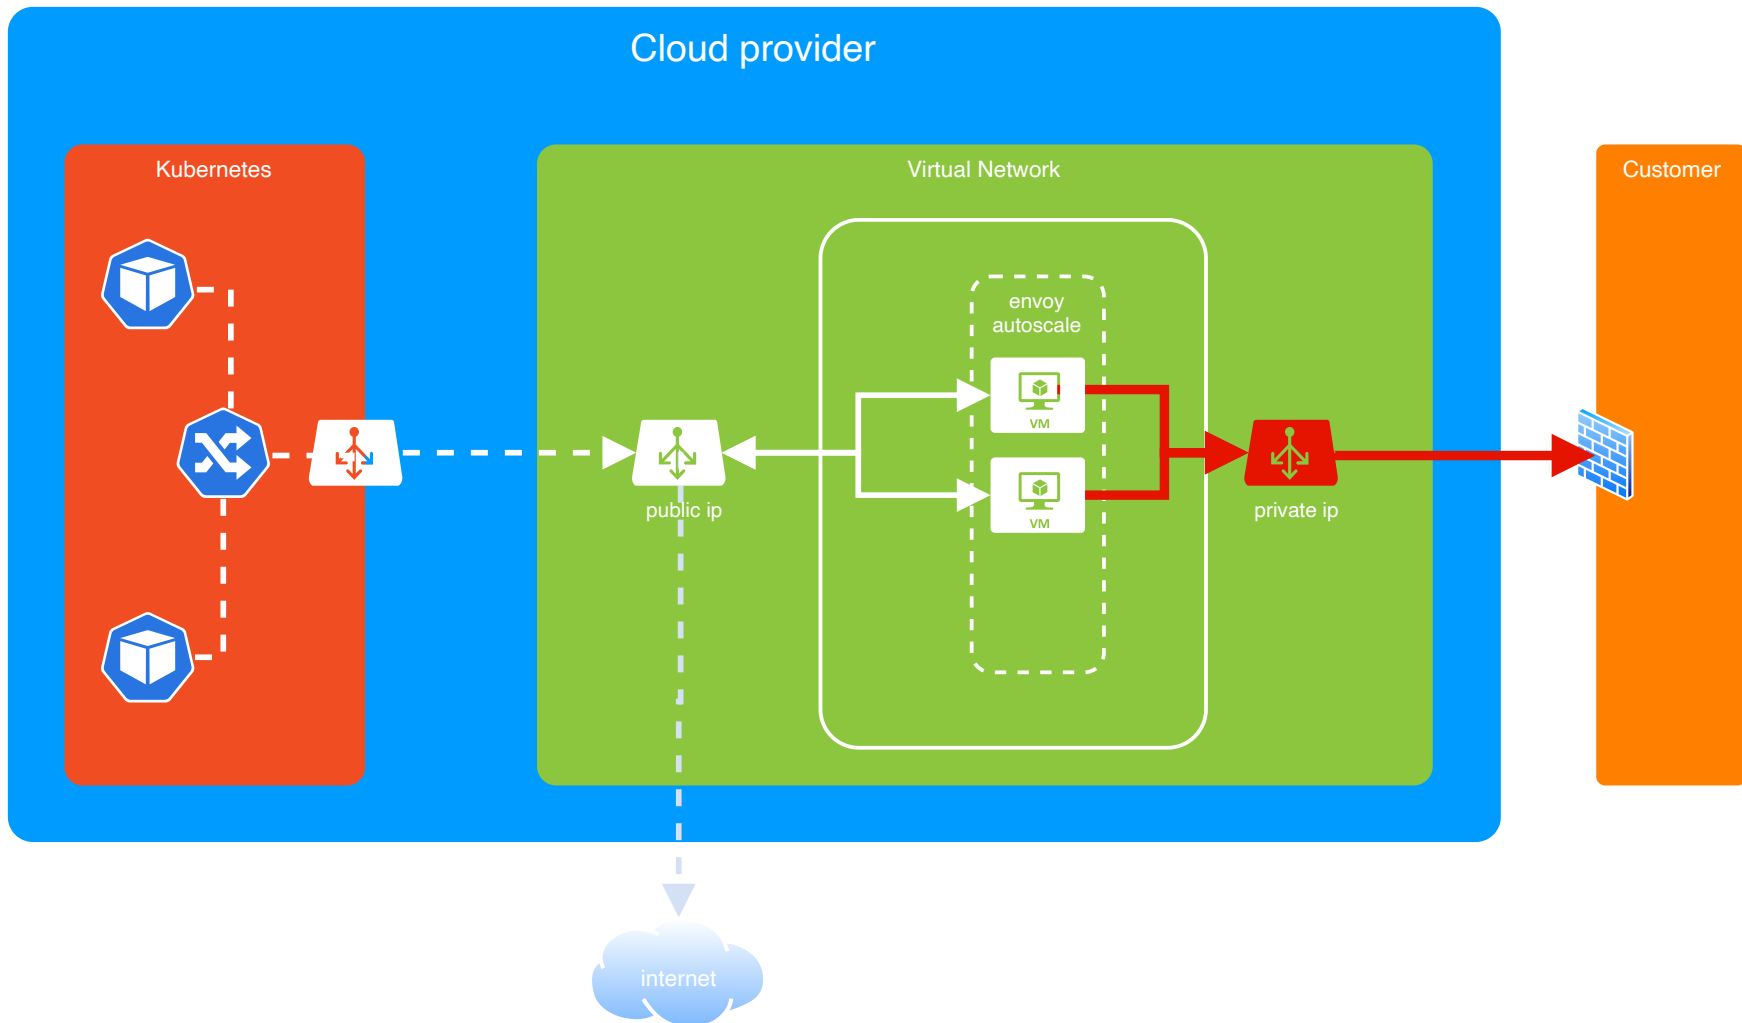 Cloud provider
Kubernetes
Virtual Network
Customer
envoy
autoscale
VM
VM
public ip
private ip
internet